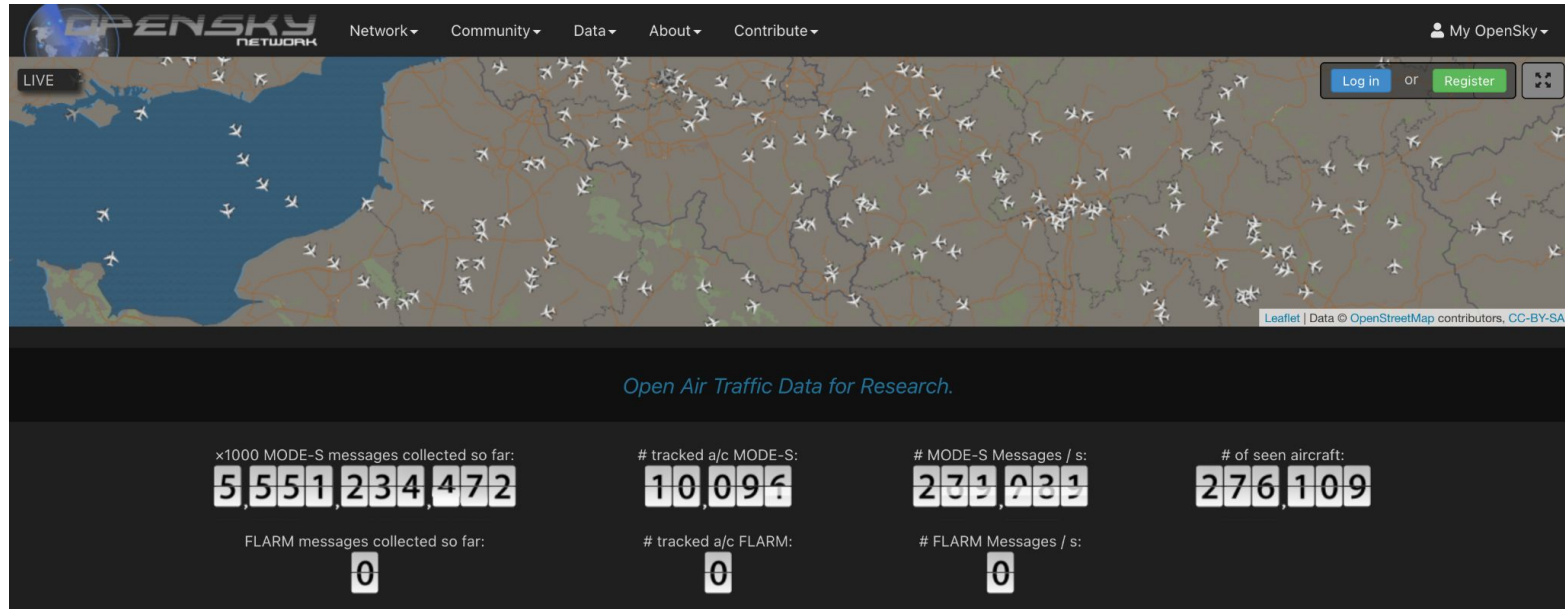 OPENSKY
NETWORK
Network
Community
Data
About
Contribute
My OpenSky
LIVE
Log in or Register
Leaflet | Data © OpenStreetMap contributors, CC-BY-SA
Open Air Traffic Data for Research.
×1000 MODE-S messages collected so far:
5,551,234,472
# tracked a/c MODE-S:
10,096
# MODE-S Messages / s:
# of seen aircraft:
276,109
FLARM messages collected so far:
0
# tracked a/c FLARM:
0
# FLARM Messages / s:
0